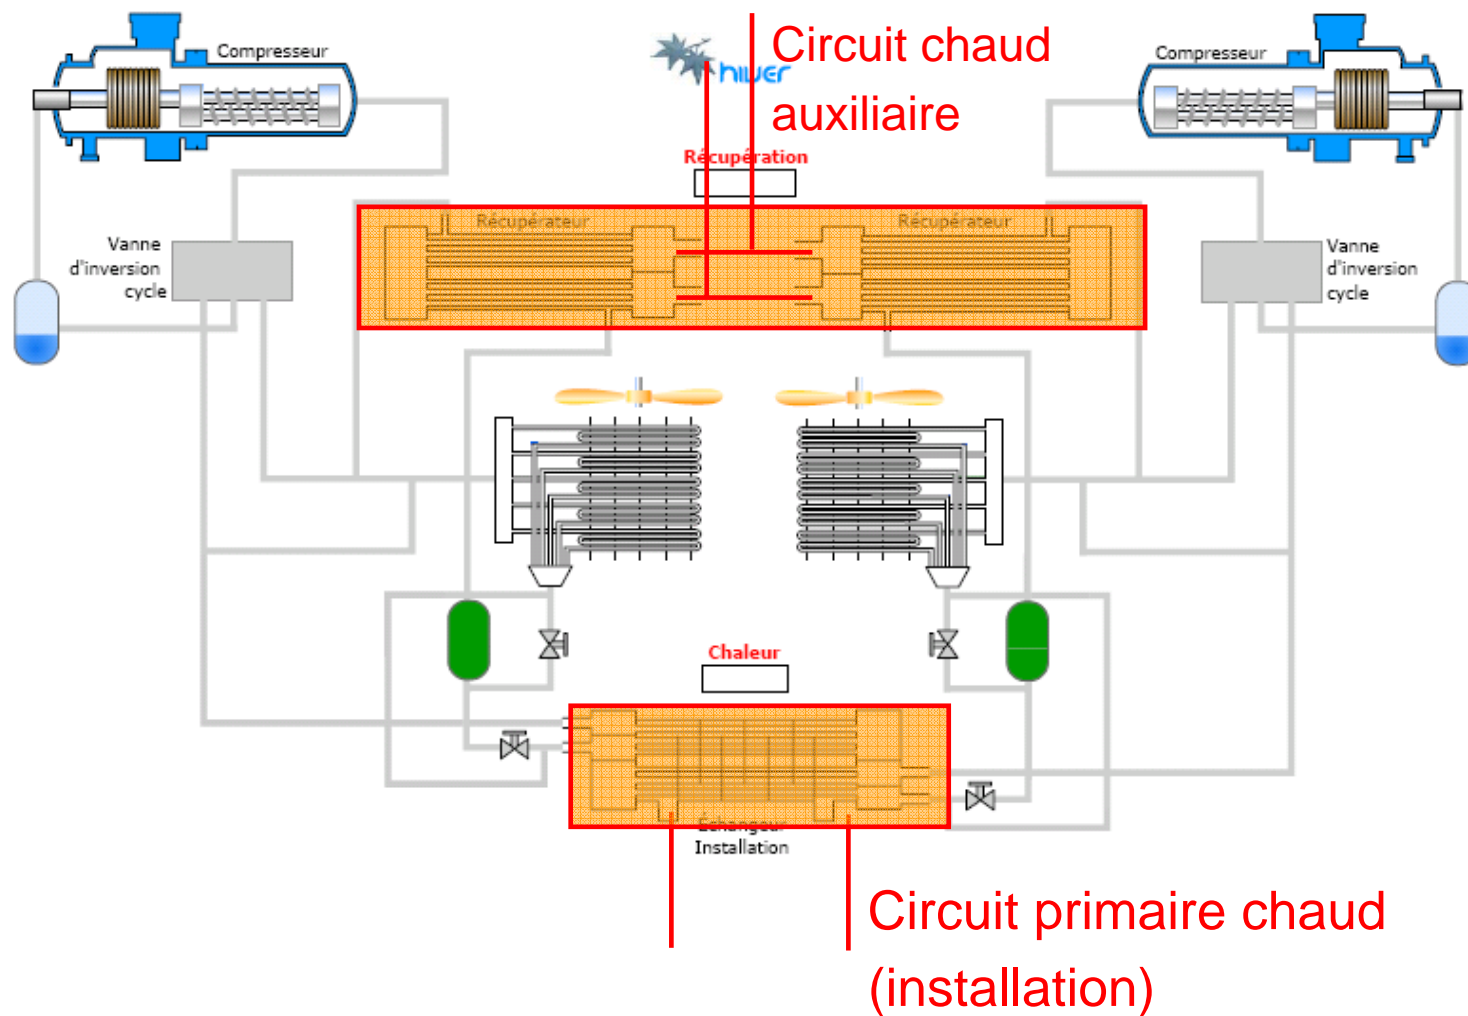 Compresseur
hiver
Circuit chaud
auxiliaire
Compresseur
Récupération
Récupérateur
Récupérateur
Vanne
d'inversion
cycle
Vanne
d'inversion
cycle
Chaleur
Échangeur
Installation
Circuit primaire chaud
(installation)